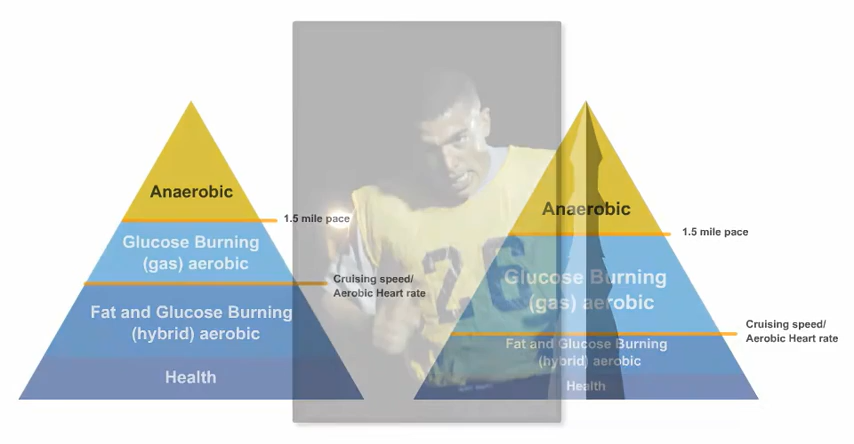 Anaerobic
1.5 mile pace
Glucose Burning
(gas) aerobic
Cruising speed/
Aerobic Heart rate
Fat and Glucose Burning
(hybrid) aerobic
Health
26
Anaerobic
1.5 mile pace
Glucose Burning
(gas) aerobic
Cruising speed/
Aerobic Heart rate
Fat and Glucose Burning
(hybrid) aerobic
Health